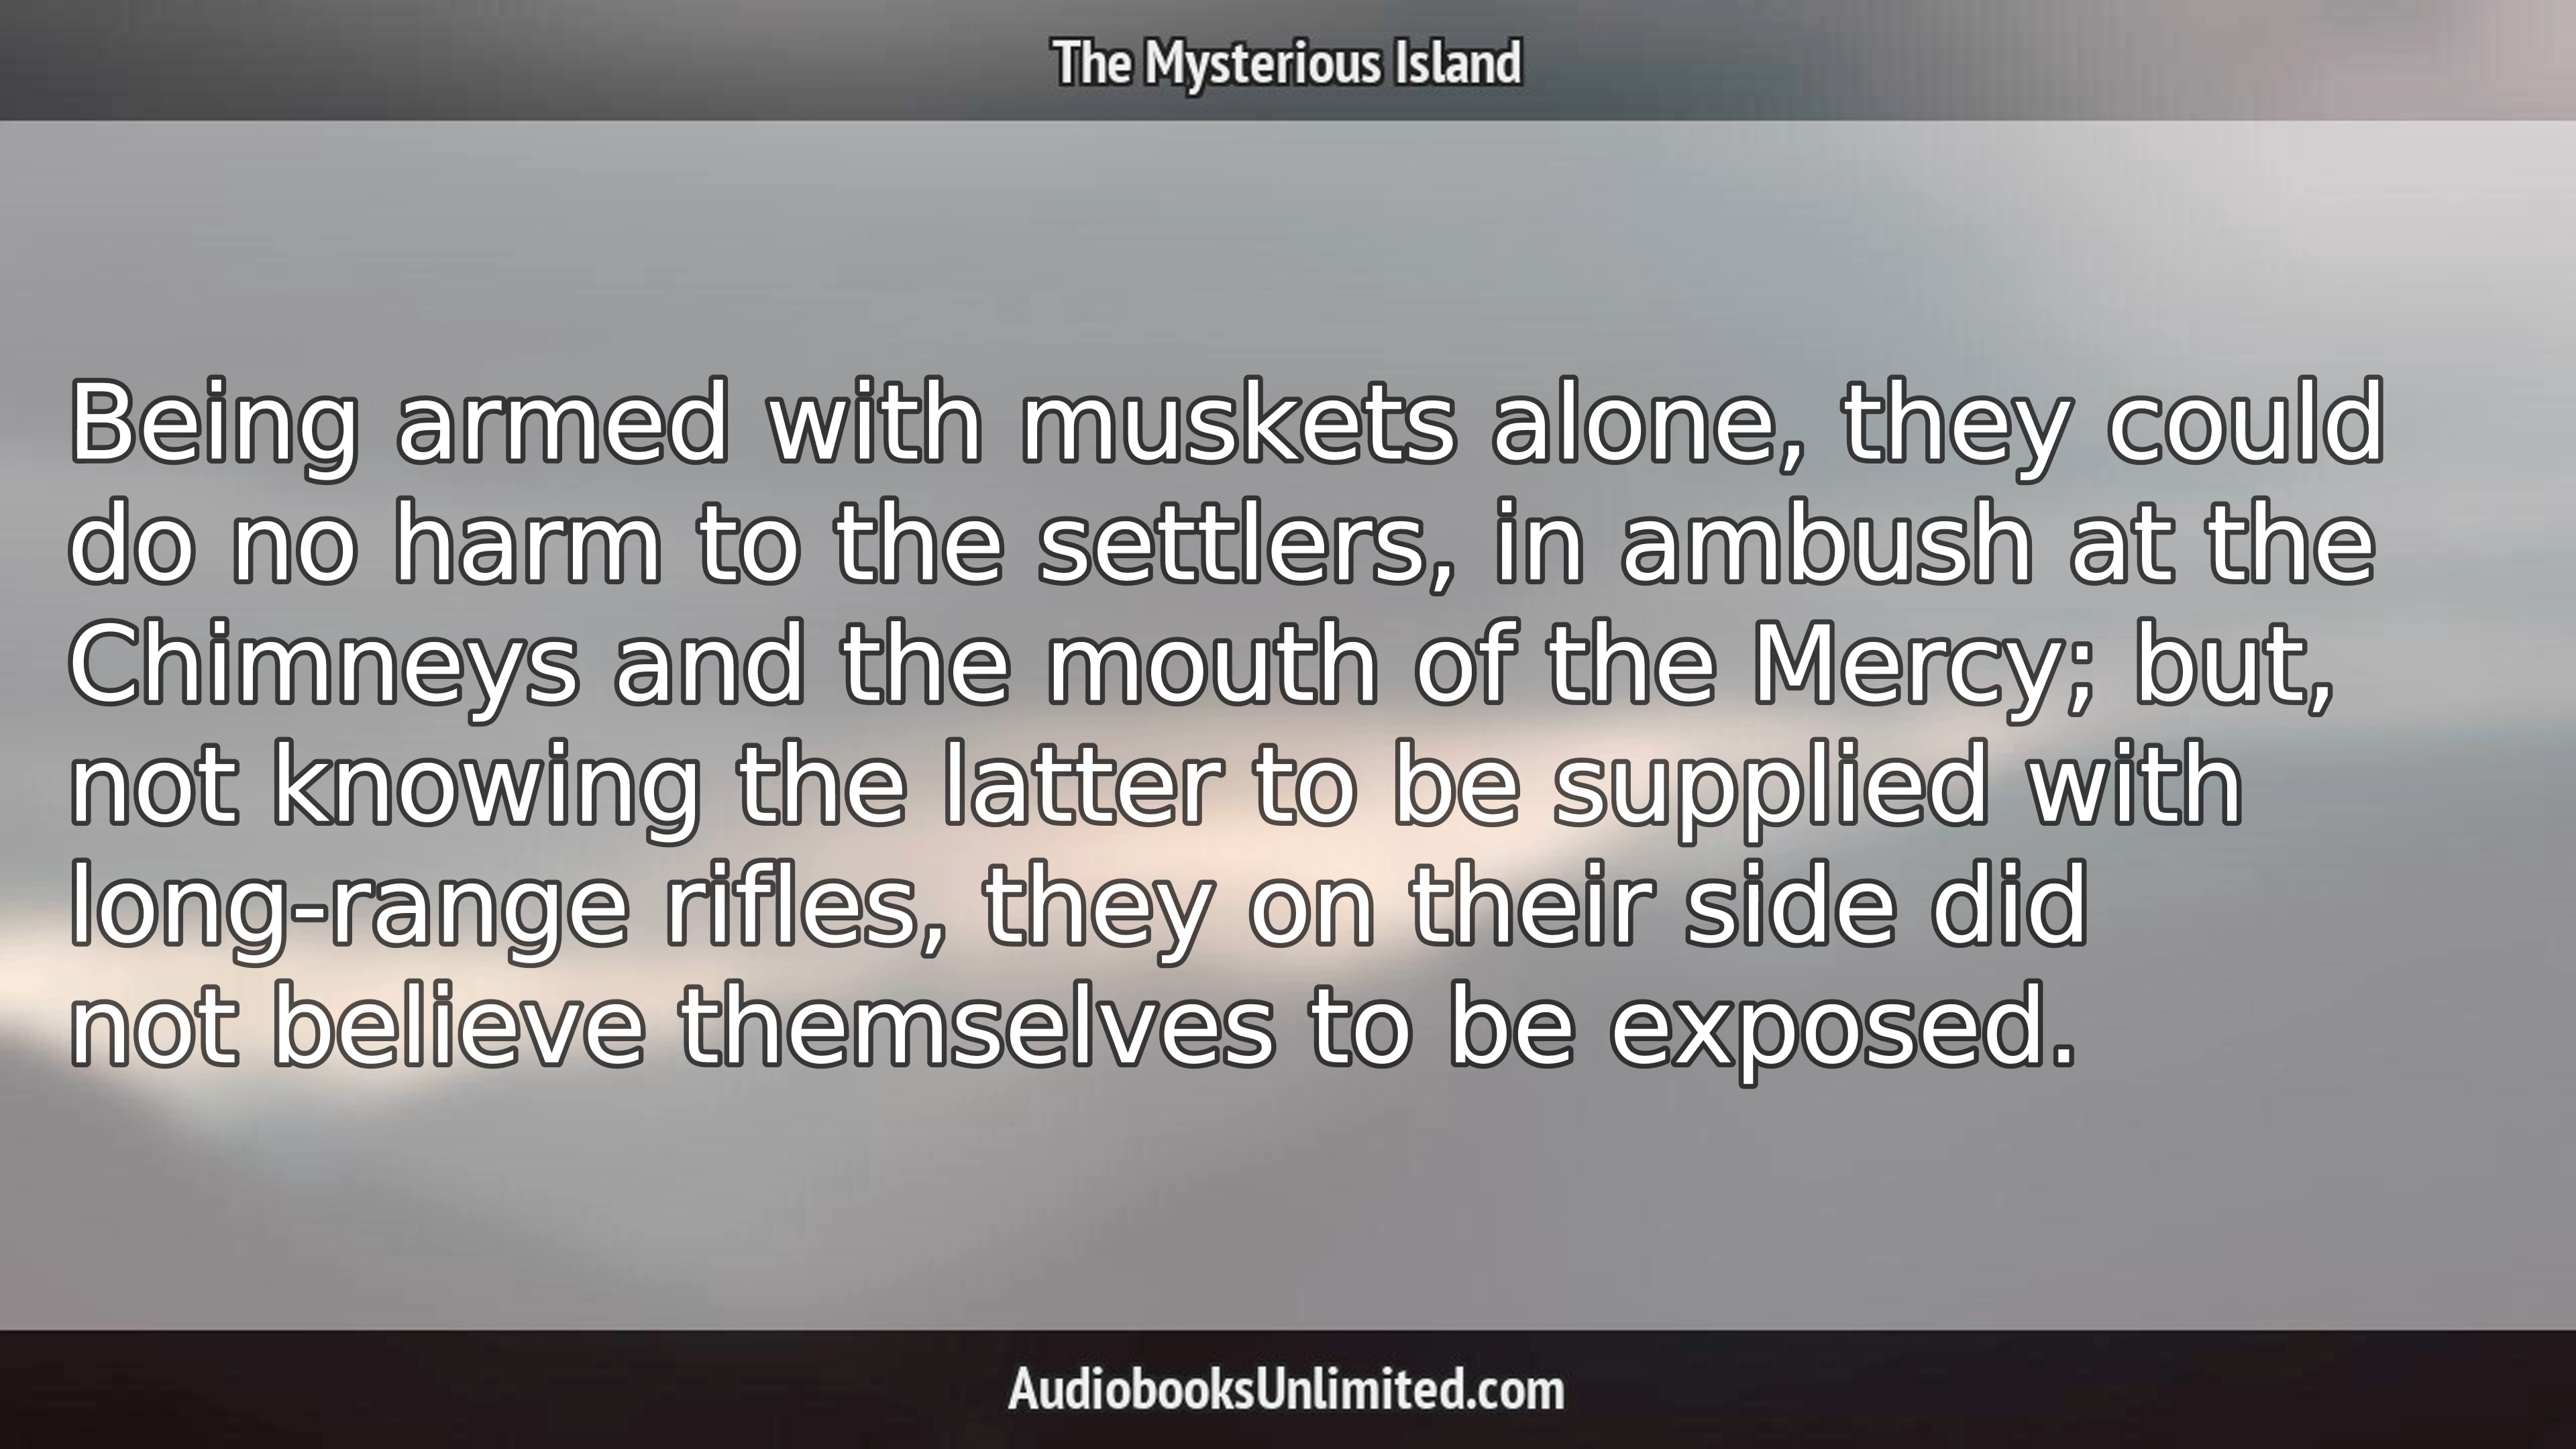 The Mysterious Island
Being armed with muskets alone, they could
do no harm to the settlers, in ambush at the
Chimneys and the mouth of the Mercy; but,
not knowing the latter to be supplied with
long-range rifles, they on their side did
not believe themselves to be exposed.
AudiobooksUnlimited.com